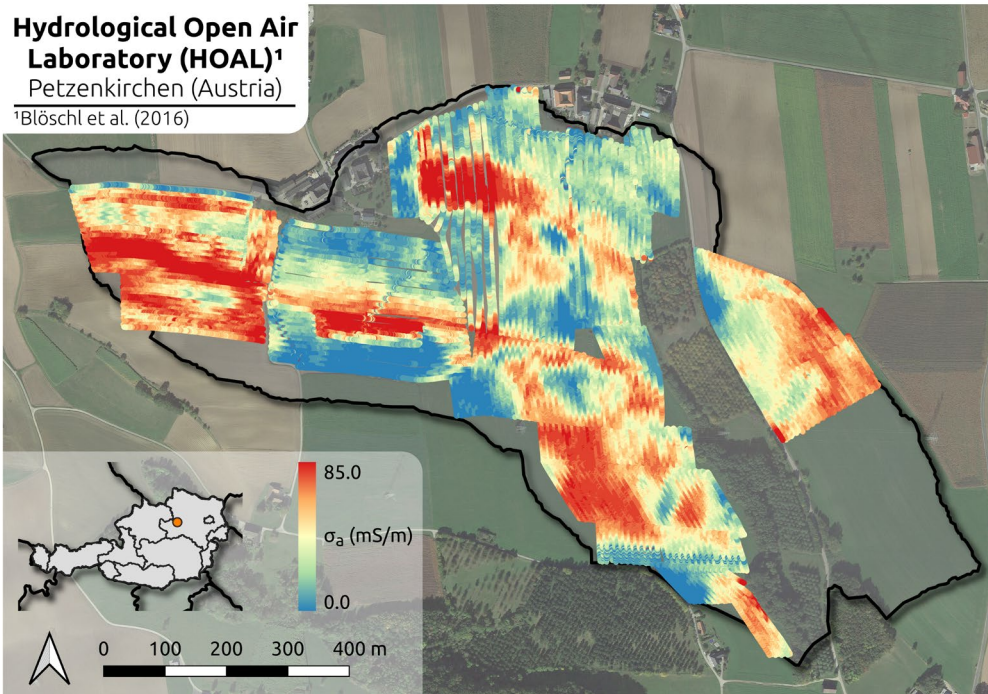 Hydrological Open Air
Laboratory (HOAL)¹
Petzenkirchen (Austria)
¹Blöschl et al. (2016)
85.0
σa (mS/m)
0.0
0 100 200 300 400 m